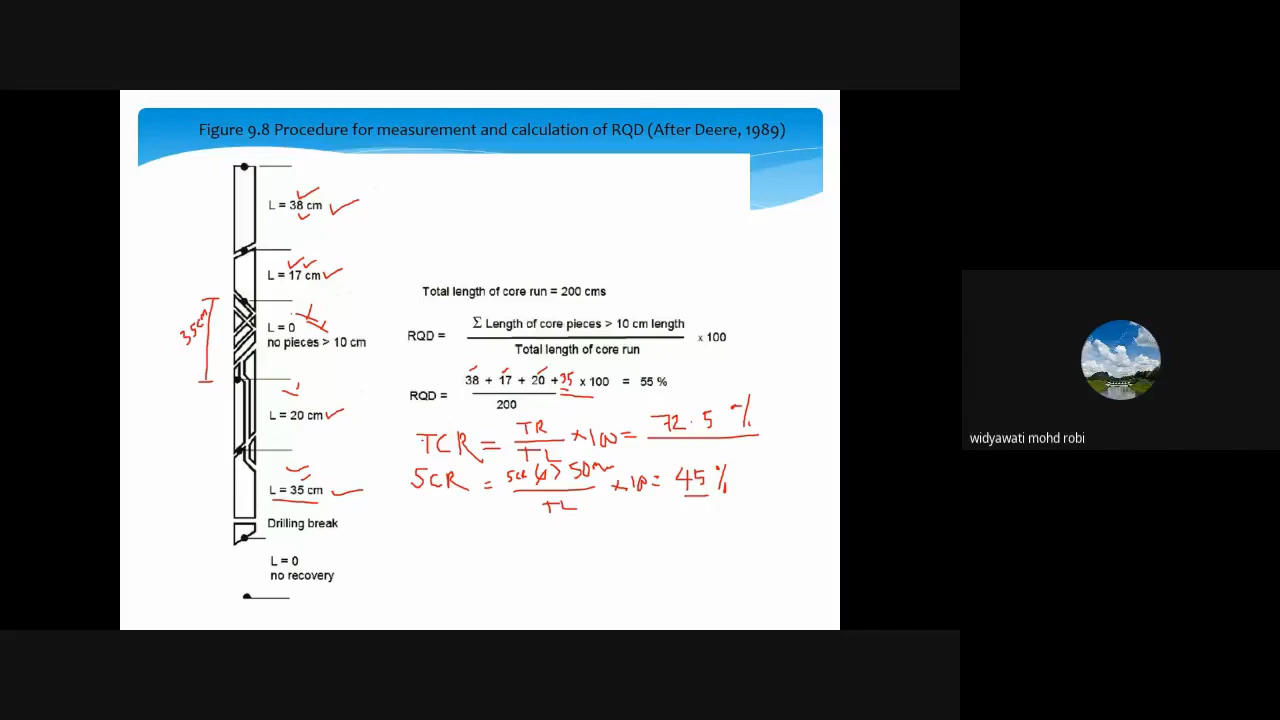 Figure 9.8 Procedure for measurement and calculation of RQD (After Deere, 1989)
L = 38 cm
L = 17 cm
35cm
L = 0
no pieces > 10 cm
L = 20 cm
L = 35 cm
Drilling break
L = 0
no recovery
Total length of core run = 200 cms
RQD = Σ Length of core pieces > 10 cm length x 100
Total length of core run
RQD = 38 + 17 + 20 + 35 x 100 = 55 %
200
TCR = TR x 100 = 72.5 %
TL
SCR = > 50 x 100 = 45 %
TL
widyawati mohd robi